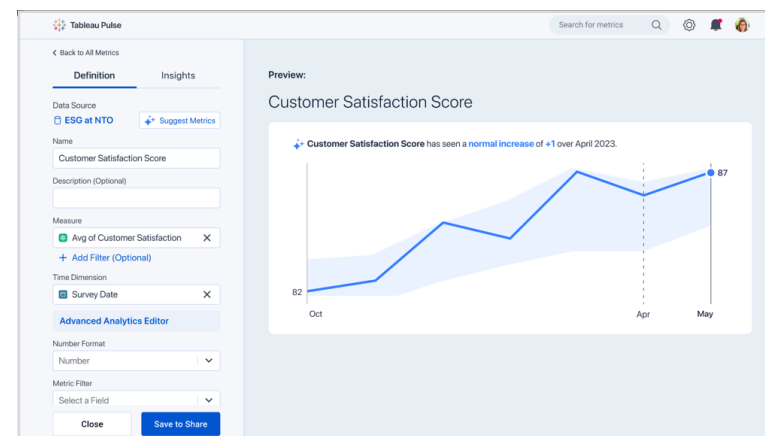 Tableau Pulse
Search for metrics
Back to All Metrics
Definition
Insights
Data Source
ESG at NTO
Suggest Metrics
Name
Customer Satisfaction Score
Description (Optional)
Measure
Avg of Customer Satisfaction
+ Add Filter (Optional)
Time Dimension
Survey Date
Advanced Analytics Editor
Number Format
Number
Metric Filter
Select a Field
Close
Save to Share
Preview:
Customer Satisfaction Score
Customer Satisfaction Score has seen a normal increase of +1 over April 2023.
87
82
Oct
Apr
May